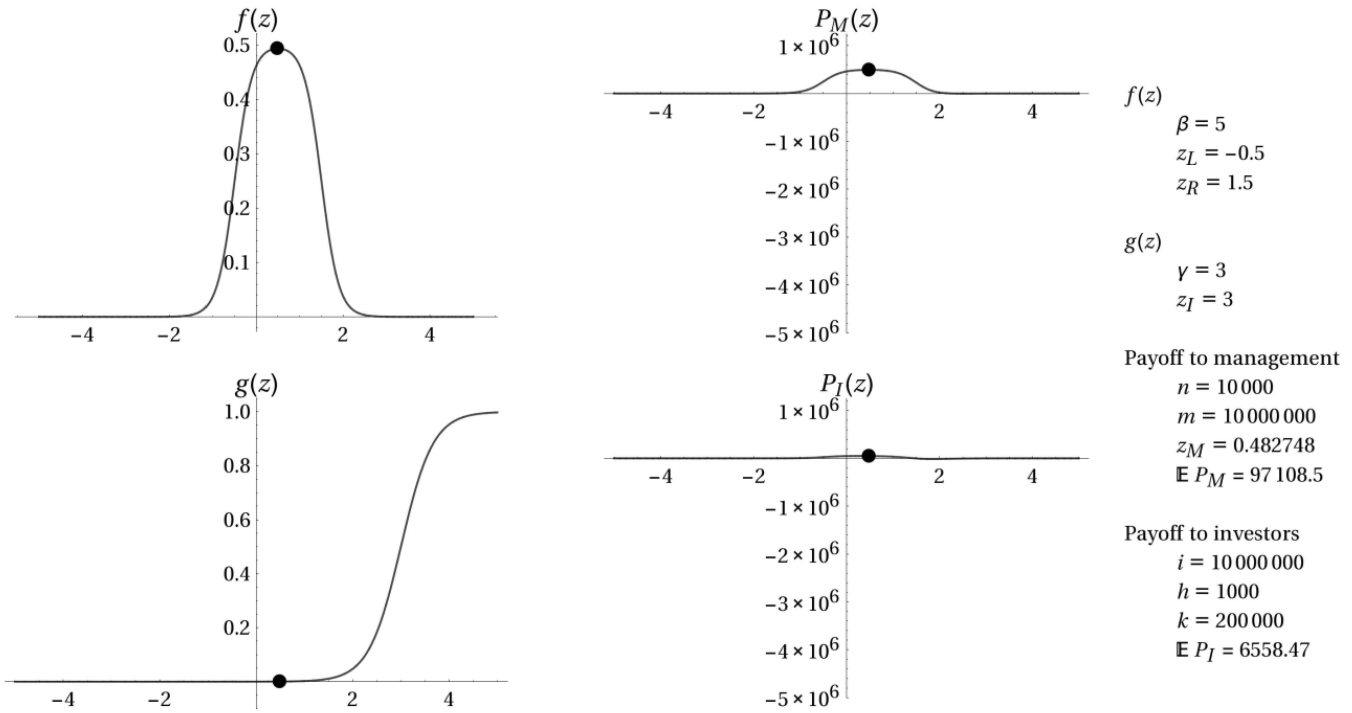 f(z)
0.5
0.4
0.3
0.2
0.1
−4 −2 2 4
P_M(z)
1 × 10^6
−4 −2 2 4
−1 × 10^6
−2 × 10^6
−3 × 10^6
−4 × 10^6
−5 × 10^6
g(z)
1.0
0.8
0.6
0.4
0.2
−4 −2 2 4
P_I(z)
1 × 10^6
−4 −2 2 4
−1 × 10^6
−2 × 10^6
−3 × 10^6
−4 × 10^6
−5 × 10^6
f(z)
β = 5
z_L = −0.5
z_R = 1.5
g(z)
γ = 3
z_I = 3
Payoff to management
n = 10 000
m = 10 000 000
z_M = 0.482748
𝔼 P_M = 97 108.5
Payoff to investors
i = 10 000 000
h = 1000
k = 200 000
𝔼 P_I = 6558.47